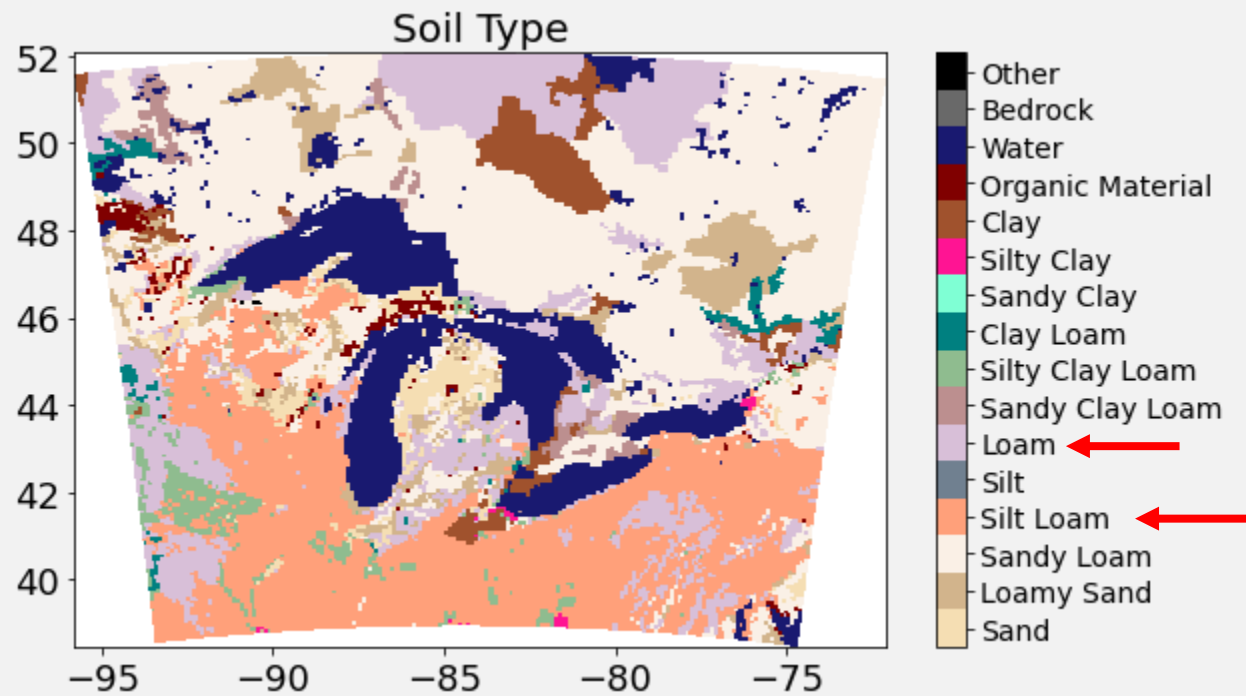 Soil Type
52
50
48
46
44
42
40
−95
−90
−85
−80
−75
Other
Bedrock
Water
Organic Material
Clay
Silty Clay
Sandy Clay
Clay Loam
Silty Clay Loam
Sandy Clay Loam
Loam
Silt
Silt Loam
Sandy Loam
Loamy Sand
Sand